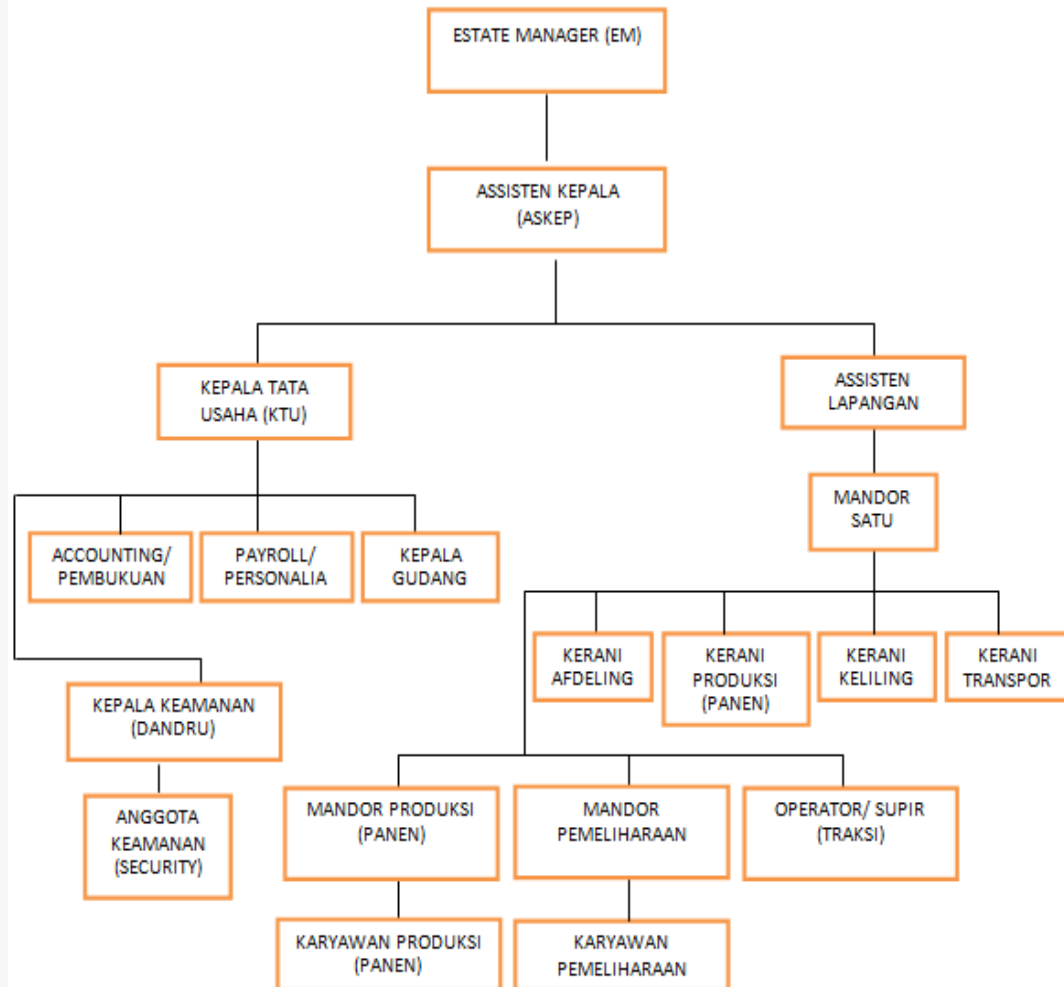 ESTATE MANAGER (EM)
ASSISTEN KEPALA
(ASKEP)
KEPALA TATA
USAHA (KTU)
ASSISTEN
LAPANGAN
MANDOR
SATU
ACCOUNTING/
PEMBUKUAN
PAYROLL/
PERSONALIA
KEPALA
GUDANG
KERANI
AFDELING
KERANI
PRODUKSI
(PANEN)
KERANI
KELILING
KERANI
TRANSPOR
KEPALA KEAMANAN
(DANDRU)
ANGGOTA
KEAMANAN
(SECURITY)
MANDOR PRODUKSI
(PANEN)
MANDOR
PEMELIHARAAN
OPERATOR/ SUPIR
(TRAKSI)
KARYAWAN PRODUKSI
(PANEN)
KARYAWAN
PEMELIHARAAN